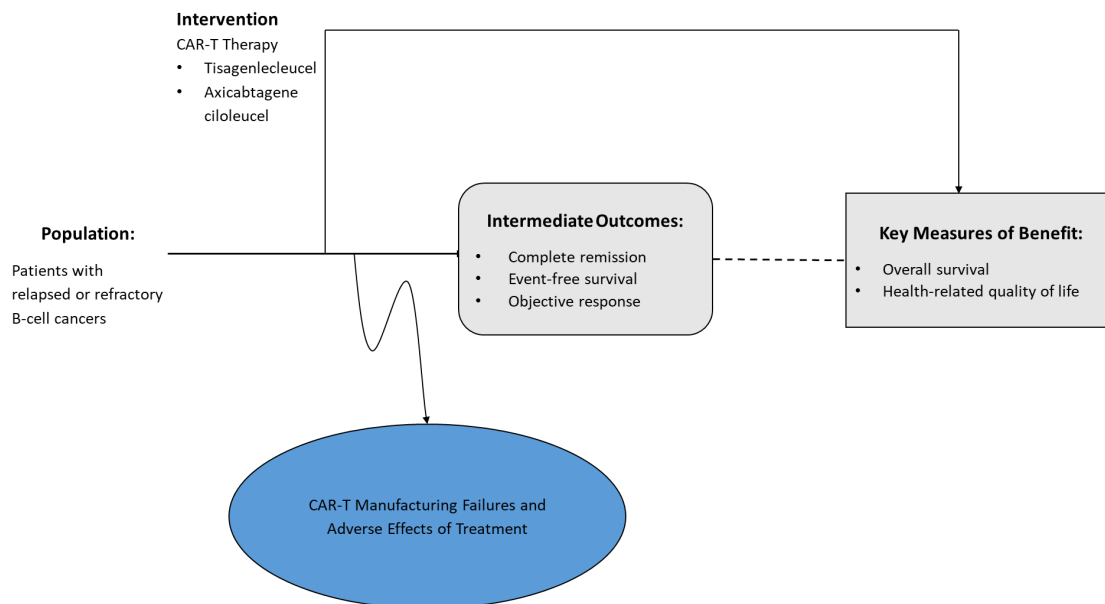 Intervention
CAR-T Therapy
• Tisagenlecleucel
• Axicabtagene
ciloleucel
Population:
Patients with
relapsed or refractory
B-cell cancers
Intermediate Outcomes:
• Complete remission
• Event-free survival
• Objective response
Key Measures of Benefit:
• Overall survival
• Health-related quality of life
CAR-T Manufacturing Failures and
Adverse Effects of Treatment